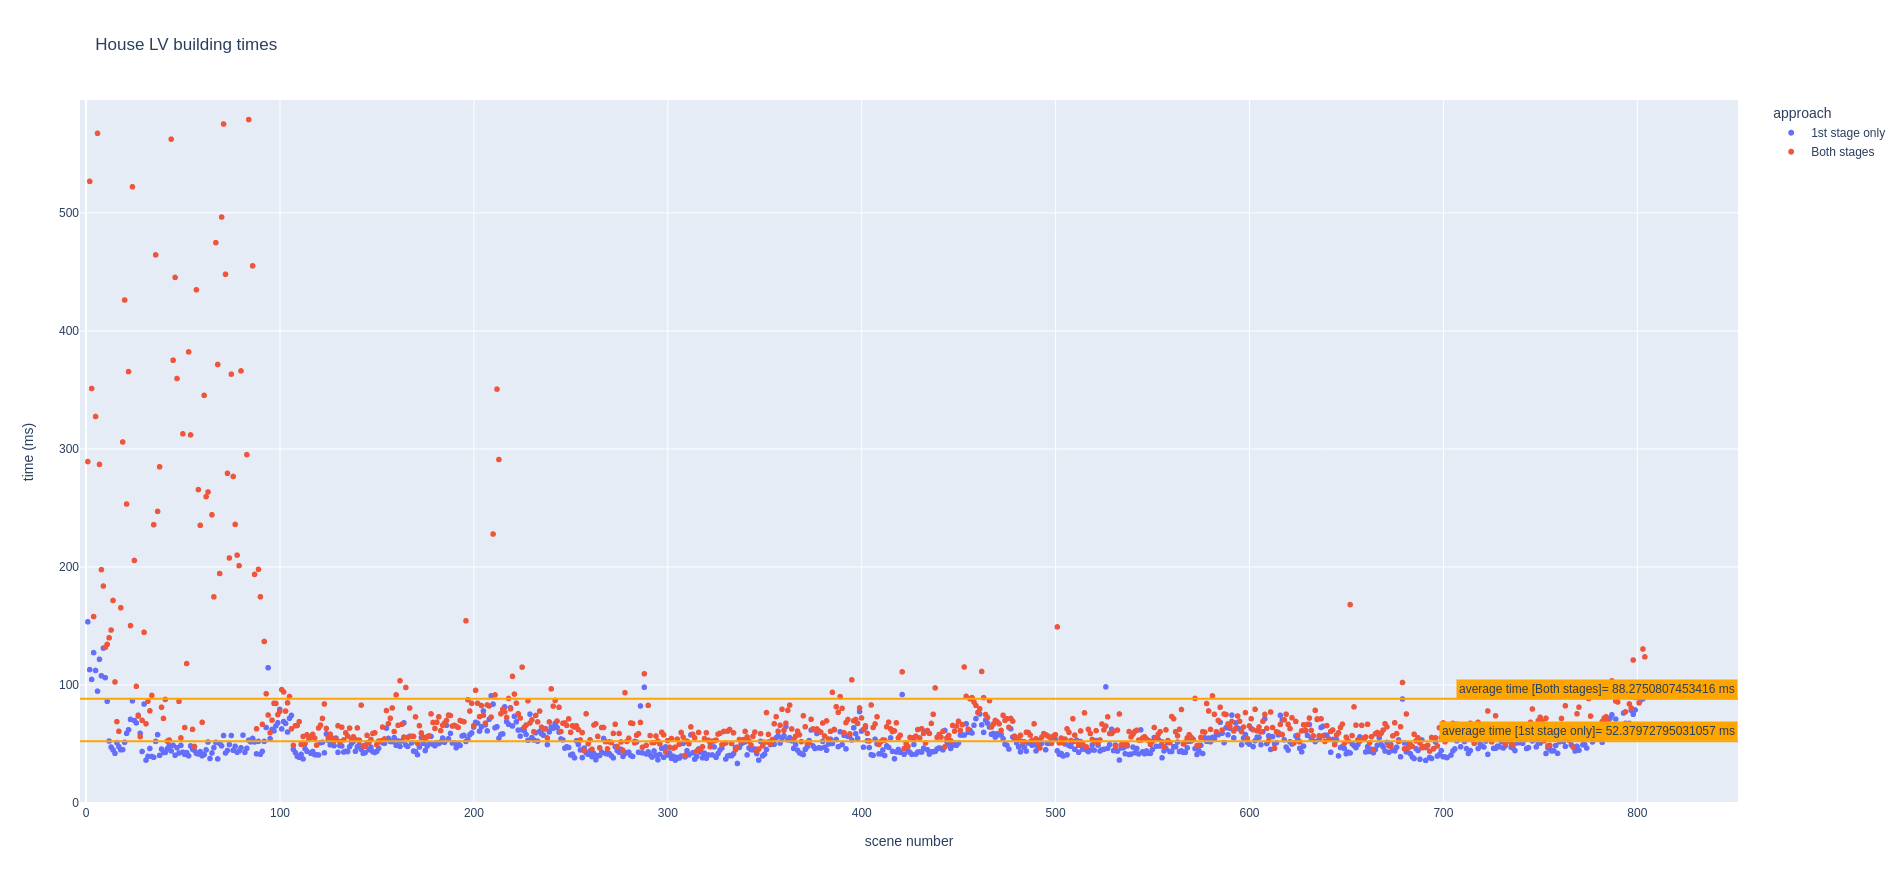 House LV building times
approach
1st stage only
Both stages
500
400
300
200
100
0
time (ms)
average time [Both stages]= 88.2750807453416 ms
average time [1st stage only]= 52.37972795031057 ms
0 100 200 300 400 500 600 700 800
scene number